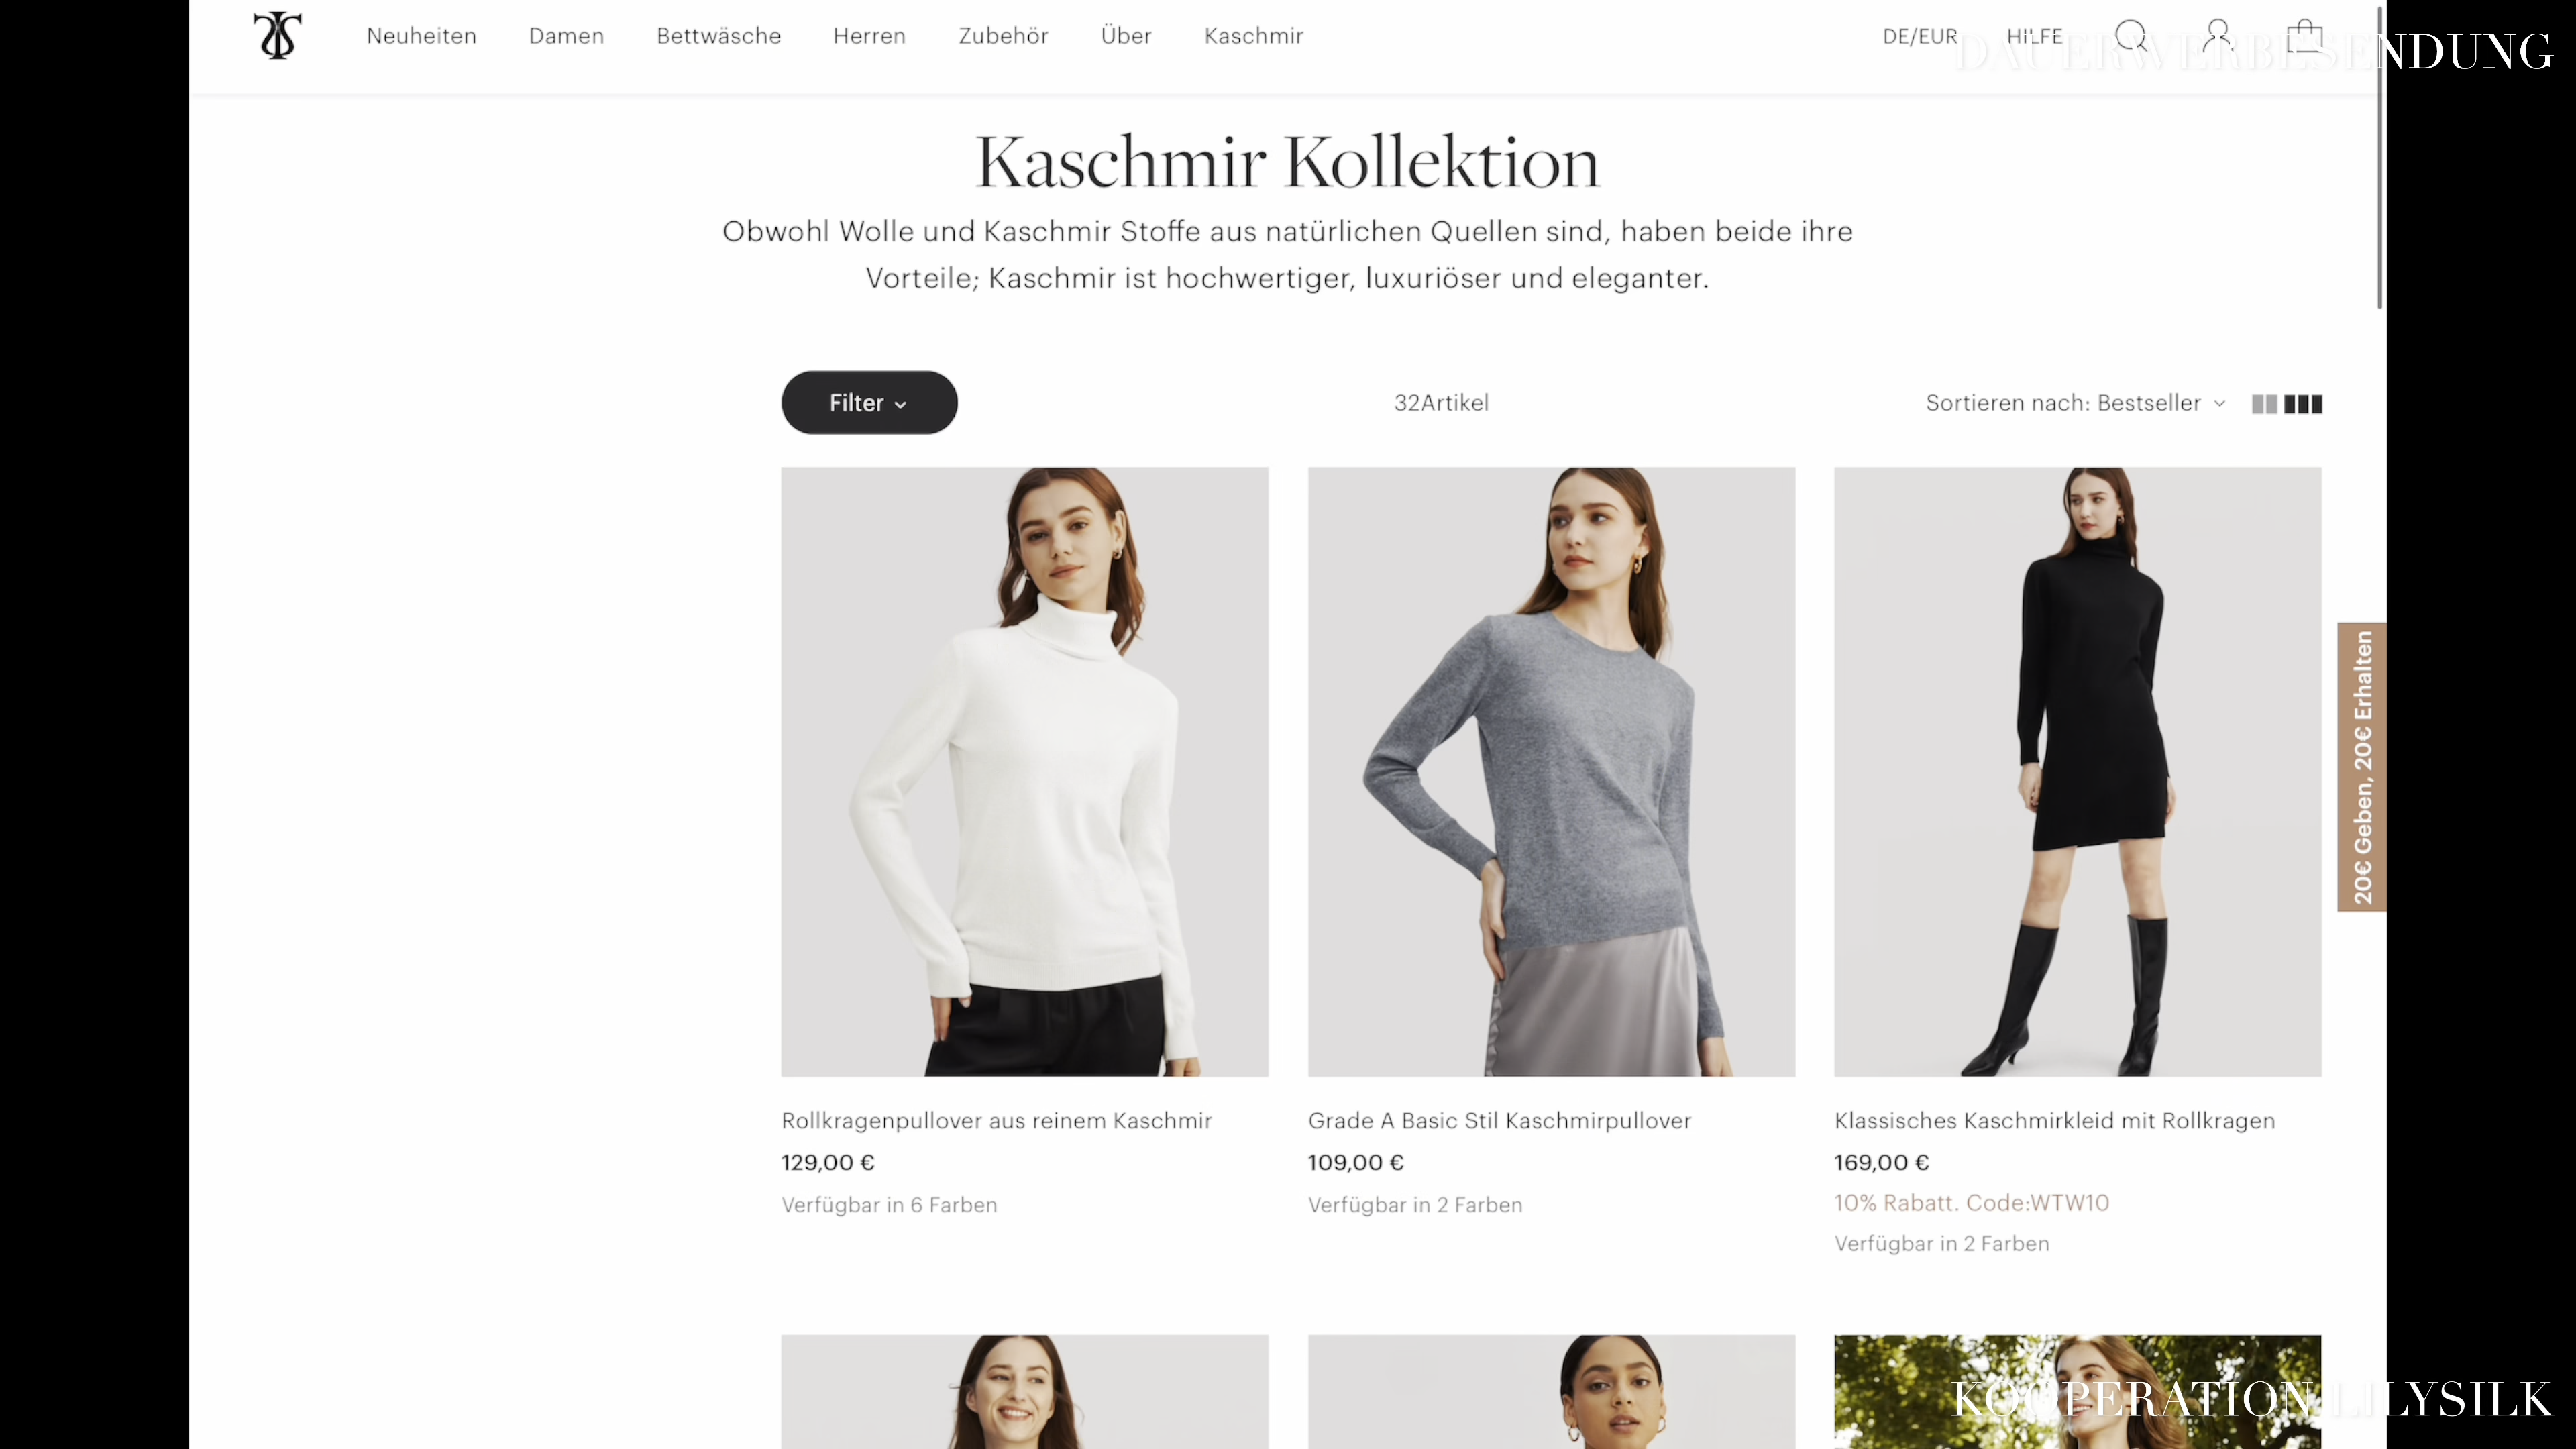 Neuheiten
Damen
Bettwäsche
Herren
Zubehör
Über
Kaschmir
DE/EUR
HILFE
DAUERWERBESENDUNG
Kaschmir Kollektion
Obwohl Wolle und Kaschmir Stoffe aus natürlichen Quellen sind, haben beide ihre
Vorteile; Kaschmir ist hochwertiger, luxuriöser und eleganter.
Filter
32Artikel
Sortieren nach: Bestseller
20€ Geben, 20€ Erhalten
Rollkragenpullover aus reinem Kaschmir
129,00 €
Verfügbar in 6 Farben
Grade A Basic Stil Kaschmirpullover
109,00 €
Verfügbar in 2 Farben
Klassisches Kaschmirkleid mit Rollkragen
169,00 €
10% Rabatt. Code:WTW10
Verfügbar in 2 Farben
KOOPERATION LILYSILK